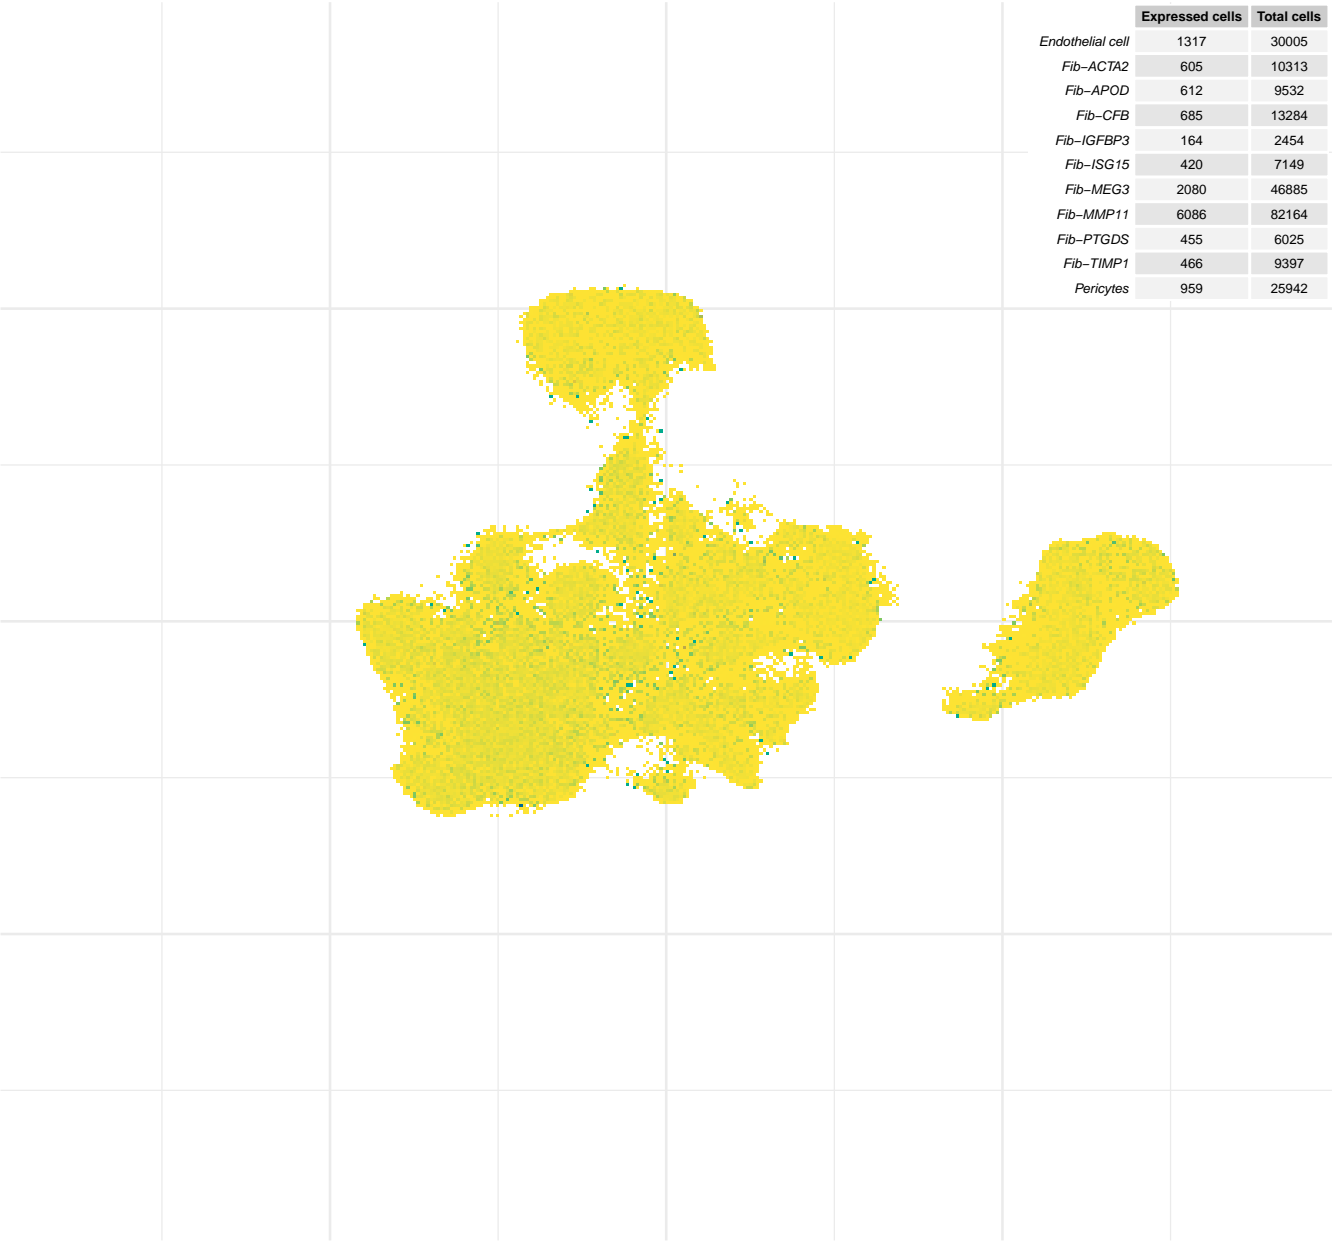 Expressed cells Total cells
Endothelial cell 1317 30005
Fib−ACTA2 605 10313
Fib−APOD 612 9532
Fib−CFB 685 13284
Fib−IGFBP3 164 2454
Fib−ISG15 420 7149
Fib−MEG3 2080 46885
Fib−MMP11 6086 82164
Fib−PTGDS 455 6025
Fib−TIMP1 466 9397
Pericytes 959 25942